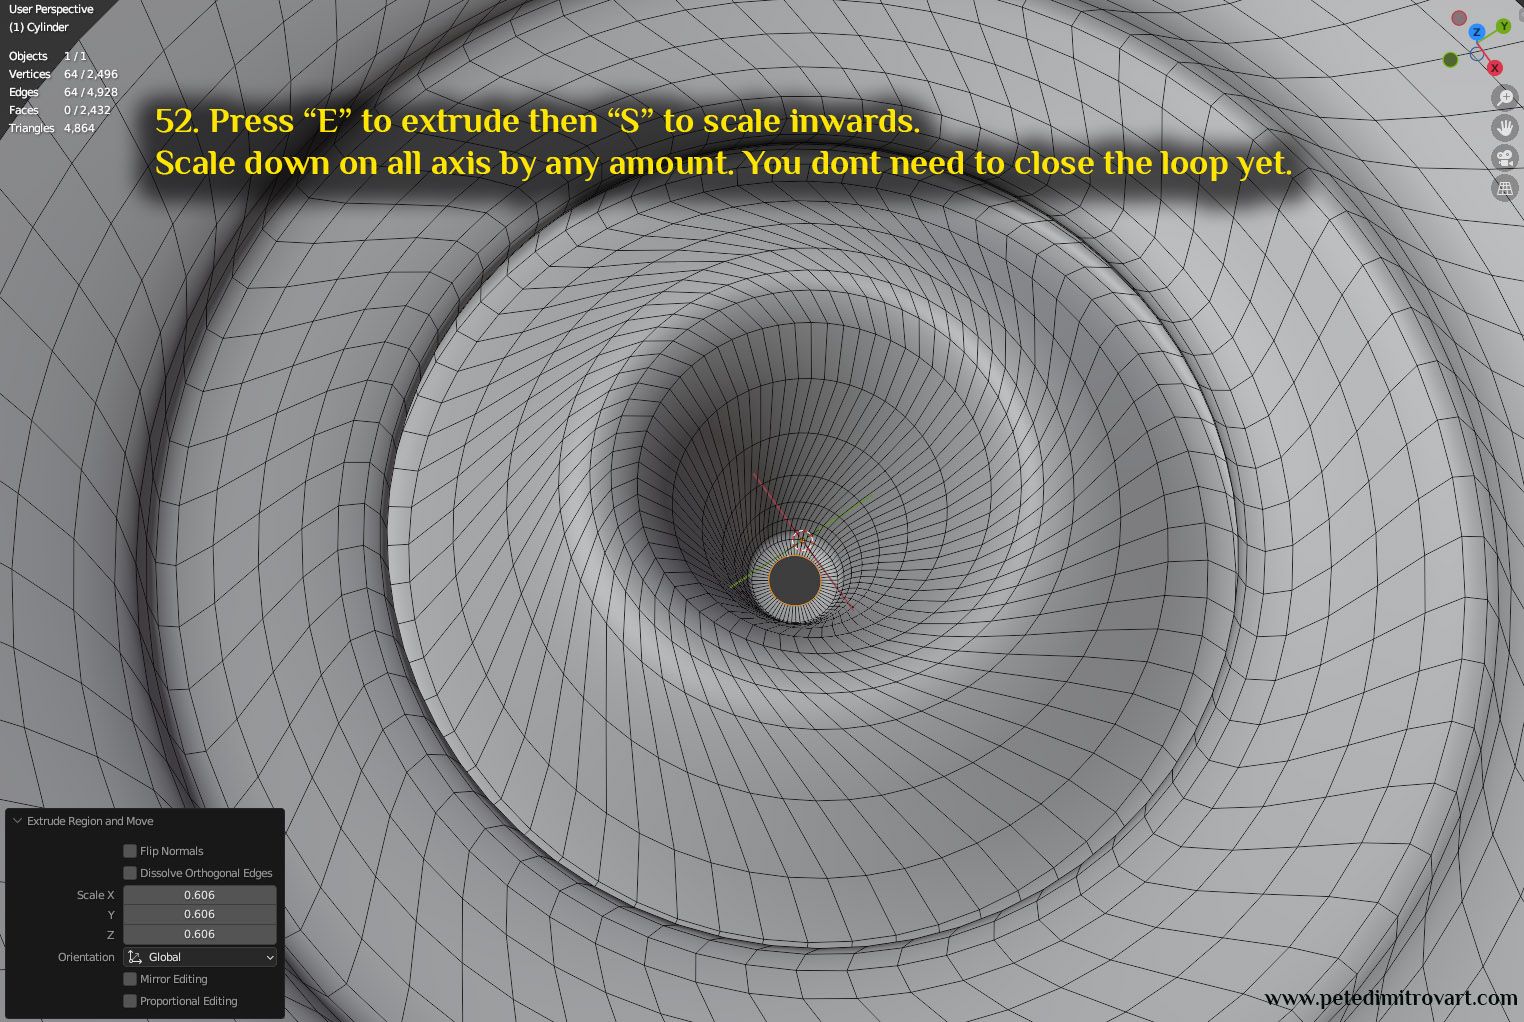 User Perspective
(1) Cylinder
Objects 1 / 1
Vertices 64 / 2,496
Edges 64 / 4,928
Faces 0 / 2,432
Triangles 4,864
Z
Y
X
52. Press “E” to extrude then “S” to scale inwards.
Scale down on all axis by any amount. You dont need to close the loop yet.
Extrude Region and Move
Flip Normals
Dissolve Orthogonal Edges
Scale X 0.606
Y 0.606
Z 0.606
Orientation Global
Mirror Editing
Proportional Editing
www.petedimitrovart.com